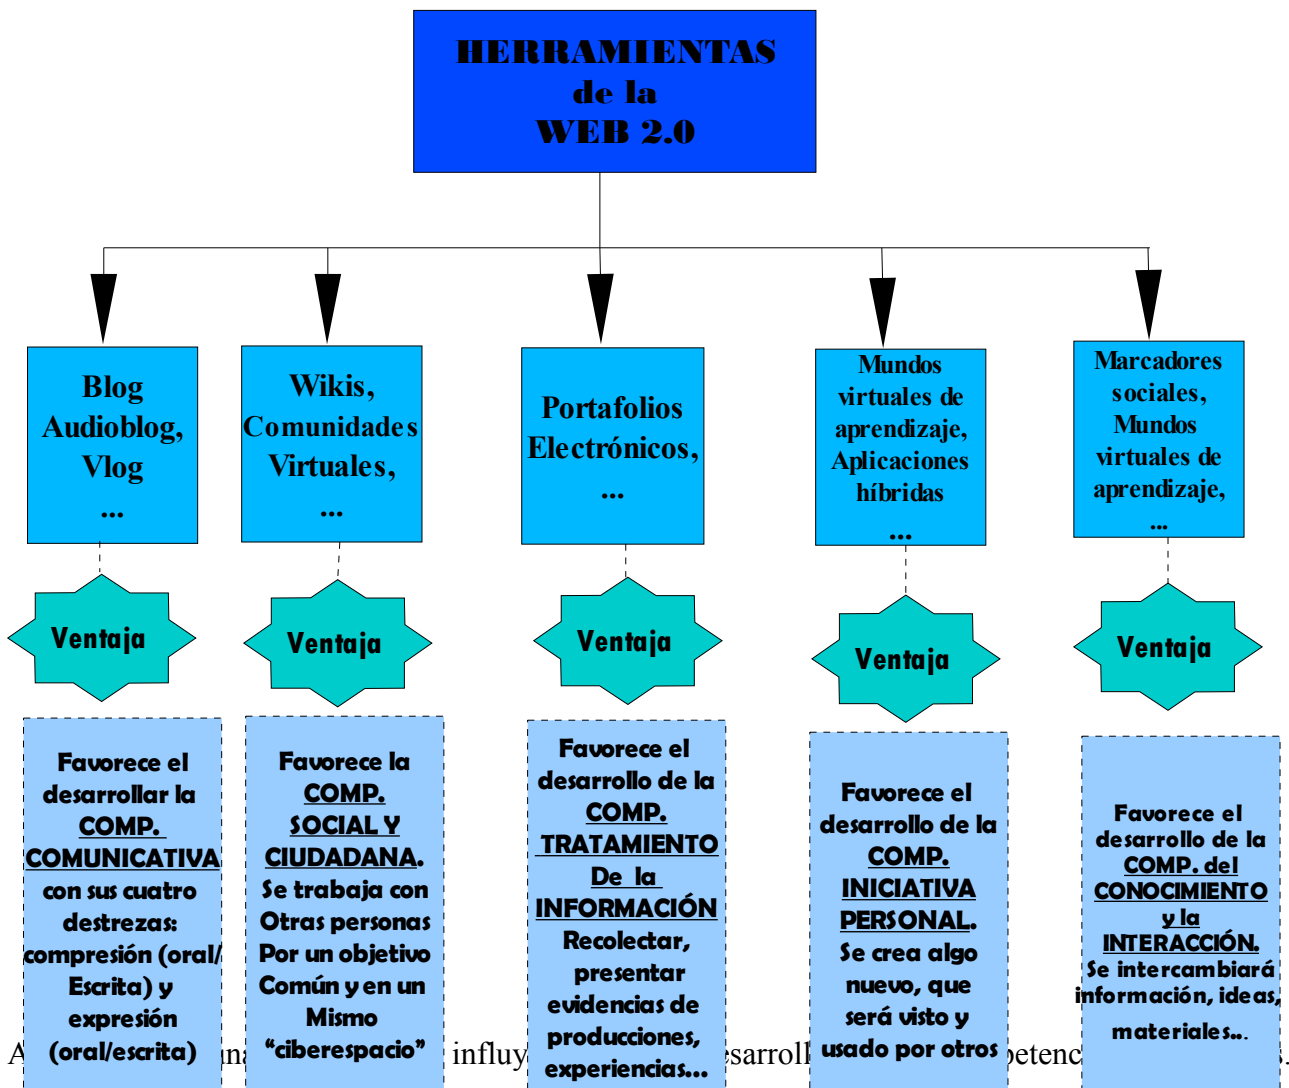 HERRAMIENTAS
de la
WEB 2.0
Blog
Audioblog,
Vlog
...
Wikis,
Comunidades
Virtuales,
...
Portafolios
Electrónicos,
...
Mundos
virtuales de
aprendizaje,
Aplicaciones
híbridas
...
Marcadores
sociales,
Mundos
virtuales de
aprendizaje,
...
Ventaja
Ventaja
Ventaja
Ventaja
Ventaja
Favorece el
desarrollar la
COMP.
COMUNICATIVA
con sus cuatro
destrezas:
compresión (oral/
Escrita) y
expresión
(oral/escrita)
Favorece la
COMP.
SOCIAL Y
CIUDADANA.
Se trabaja con
Otras personas
Por un objetivo
Común y en un
Mismo
“ciberespacio”
Favorece el
desarrollo de la
COMP.
TRATAMIENTO
De la
INFORMACIÓN
Recolectar,
presentar
evidencias de
producciones,
experiencias...
Favorece el
desarrollo de la
COMP.
INICIATIVA
PERSONAL.
Se crea algo
nuevo, que
será visto y
usado por otros
Favorece el
desarrollo de la
COMP. del
CONOCIMIENTO
y la
INTERACCIÓN.
Se intercambiará
información, ideas,
materiales...